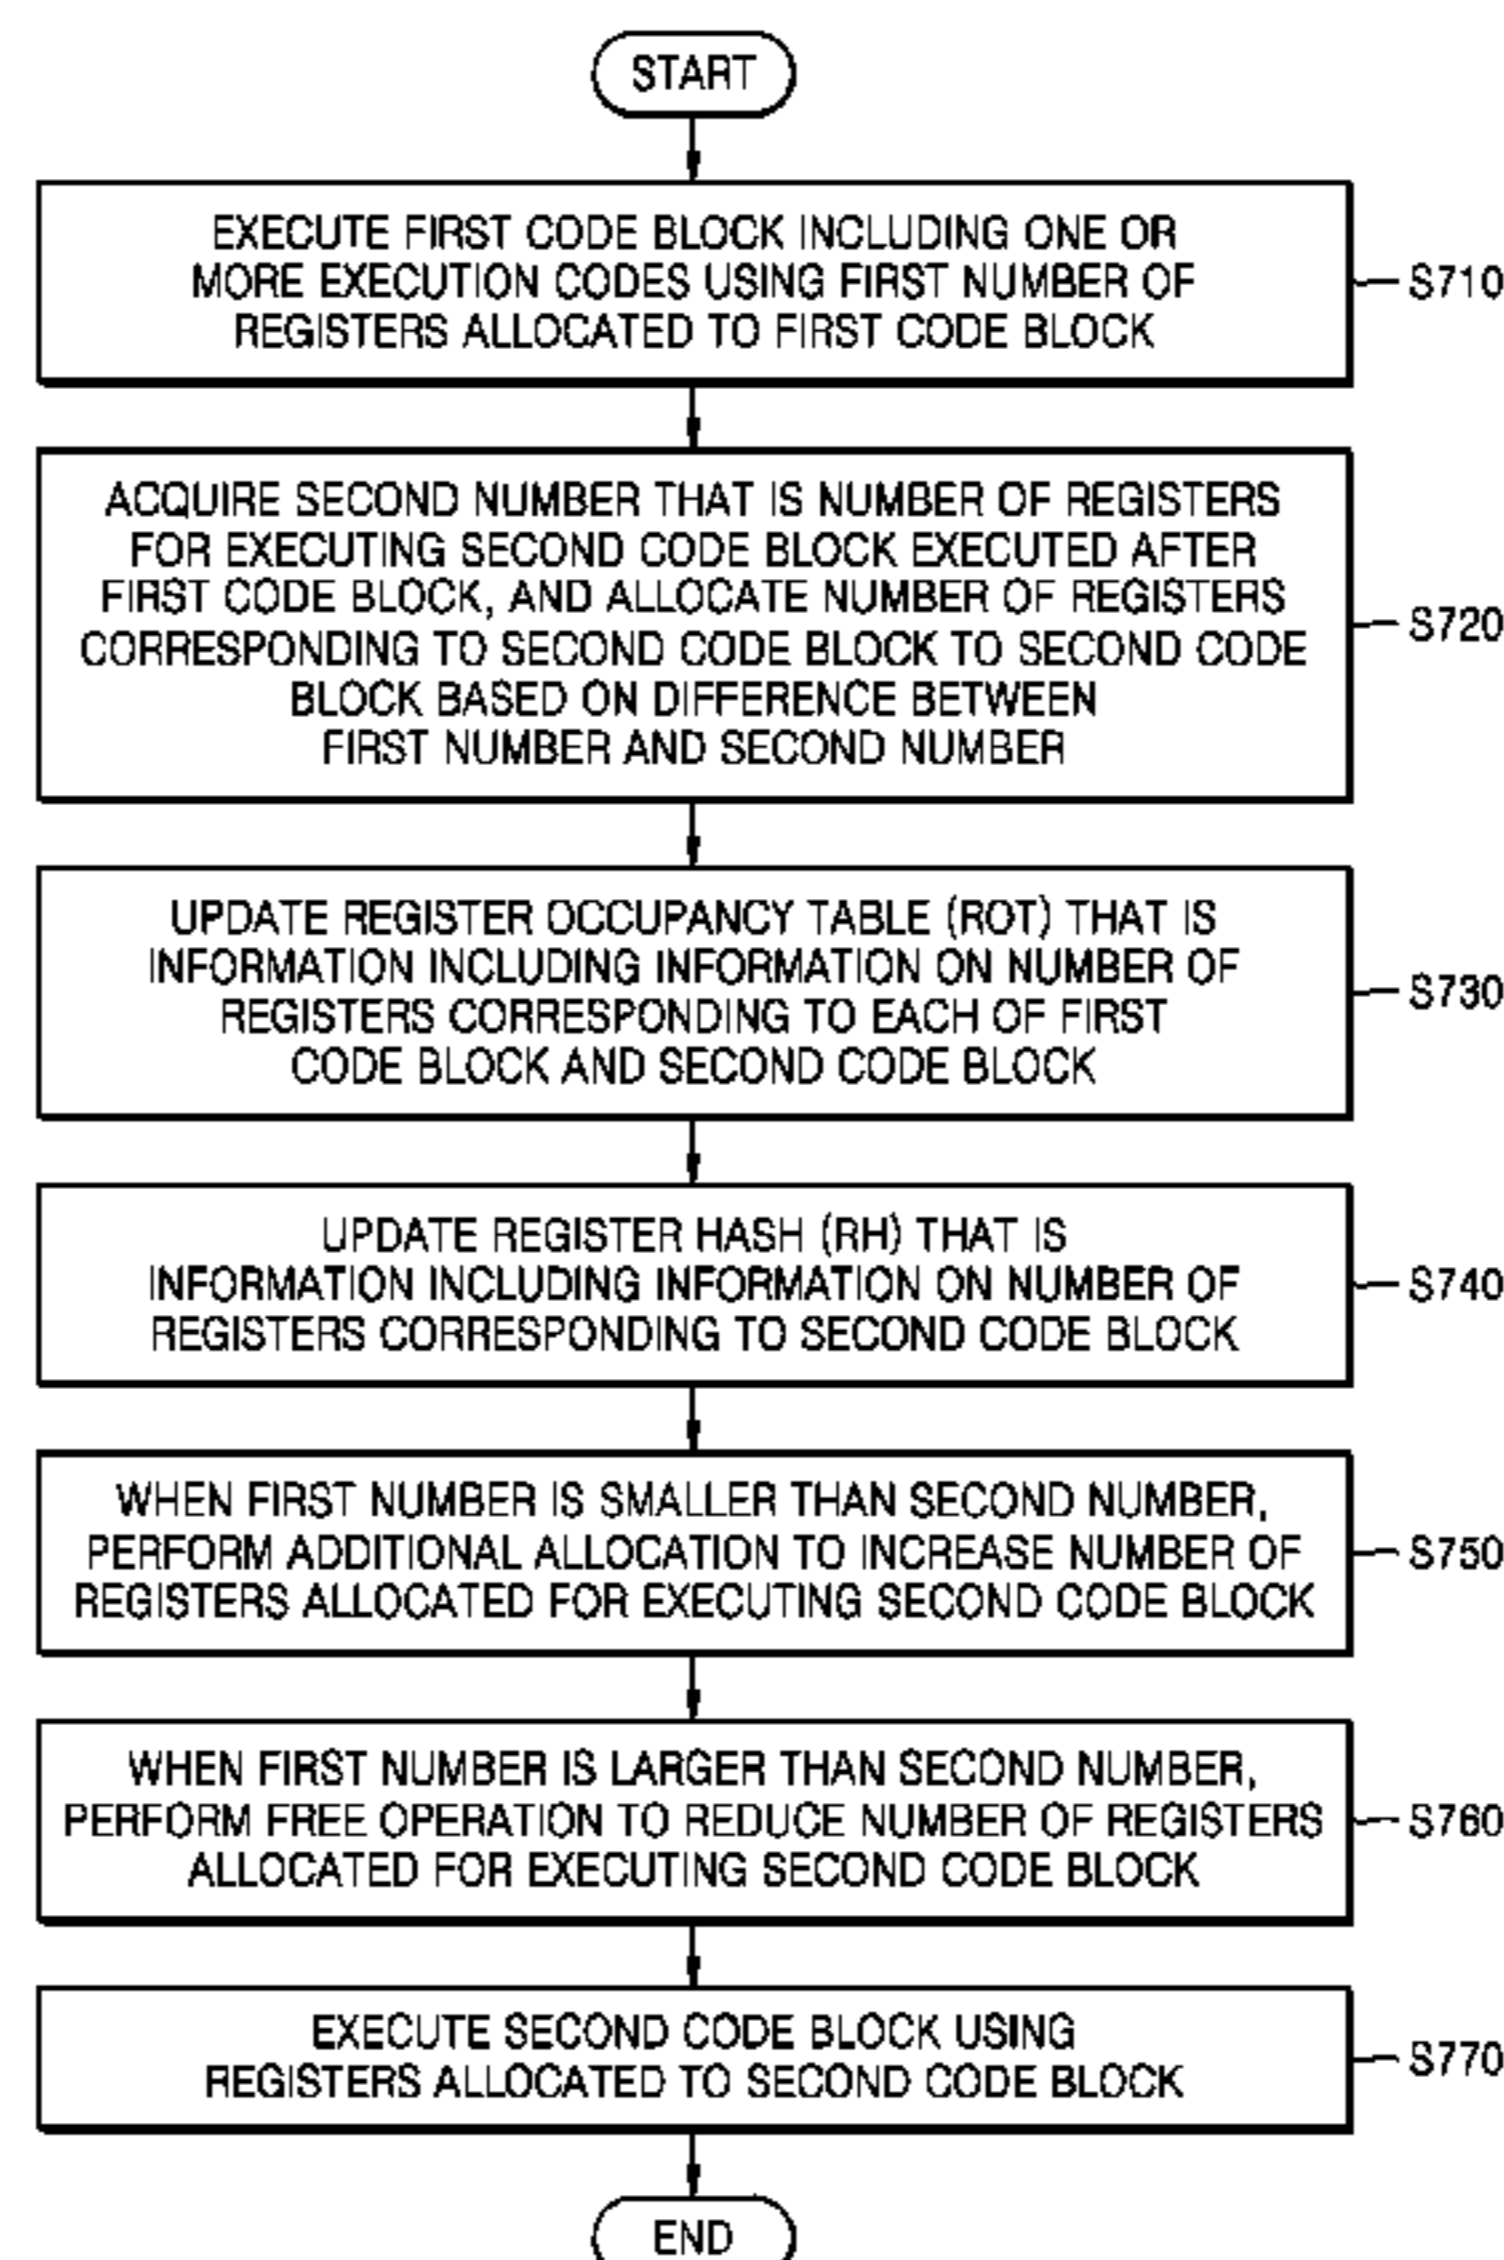 START
EXECUTE FIRST CODE BLOCK INCLUDING ONE OR
MORE EXECUTION CODES USING FIRST NUMBER OF
REGISTERS ALLOCATED TO FIRST CODE BLOCK
S710
ACQUIRE SECOND NUMBER THAT IS NUMBER OF REGISTERS
FOR EXECUTING SECOND CODE BLOCK EXECUTED AFTER
FIRST CODE BLOCK, AND ALLOCATE NUMBER OF REGISTERS
CORRESPONDING TO SECOND CODE BLOCK TO SECOND CODE
BLOCK BASED ON DIFFERENCE BETWEEN
FIRST NUMBER AND SECOND NUMBER
S720
UPDATE REGISTER OCCUPANCY TABLE (ROT) THAT IS
INFORMATION INCLUDING INFORMATION ON NUMBER OF
REGISTERS CORRESPONDING TO EACH OF FIRST
CODE BLOCK AND SECOND CODE BLOCK
S730
UPDATE REGISTER HASH (RH) THAT IS
INFORMATION INCLUDING INFORMATION ON NUMBER OF
REGISTERS CORRESPONDING TO SECOND CODE BLOCK
S740
WHEN FIRST NUMBER IS SMALLER THAN SECOND NUMBER,
PERFORM ADDITIONAL ALLOCATION TO INCREASE NUMBER OF
REGISTERS ALLOCATED FOR EXECUTING SECOND CODE BLOCK
S750
WHEN FIRST NUMBER IS LARGER THAN SECOND NUMBER,
PERFORM FREE OPERATION TO REDUCE NUMBER OF REGISTERS
ALLOCATED FOR EXECUTING SECOND CODE BLOCK
S760
EXECUTE SECOND CODE BLOCK USING
REGISTERS ALLOCATED TO SECOND CODE BLOCK
S770
END